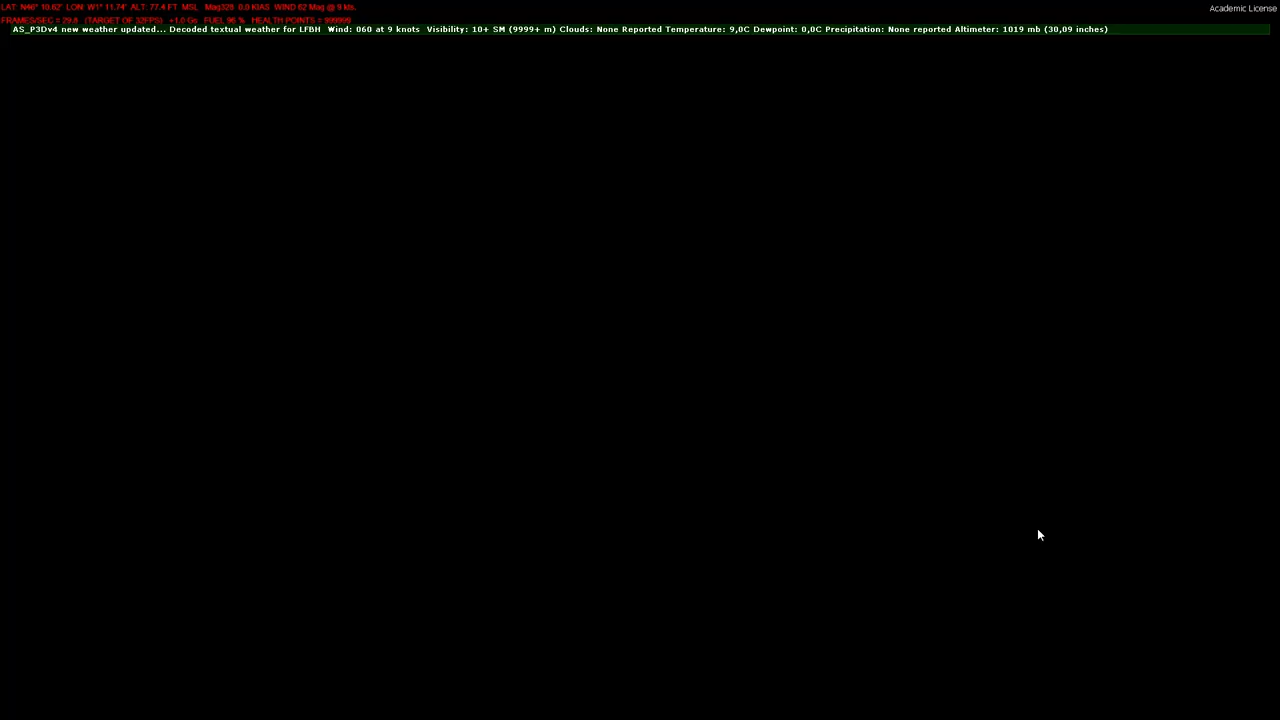 LAT: N46° 10.62' LON: W1° 11.74' ALT: 77.4 FT MSL Mag329 0.0 KIAS WIND 62 Mag @ 9 kts.
Academic License
FRAMES/SEC = 29.8 (TARGET OF 32FPS) +1.0 Gs FUEL 96 % HEALTH POINTS = 999999
AS_P3Dv4 new weather updated... Decoded textual weather for LFBH Wind: 060 at 9 knots Visibility: 10+ SM (9999+ m) Clouds: None Reported Temperature: 9,0C Dewpoint: 0,0C Precipitation: None reported Altimeter: 1019 mb (30,09 inches)